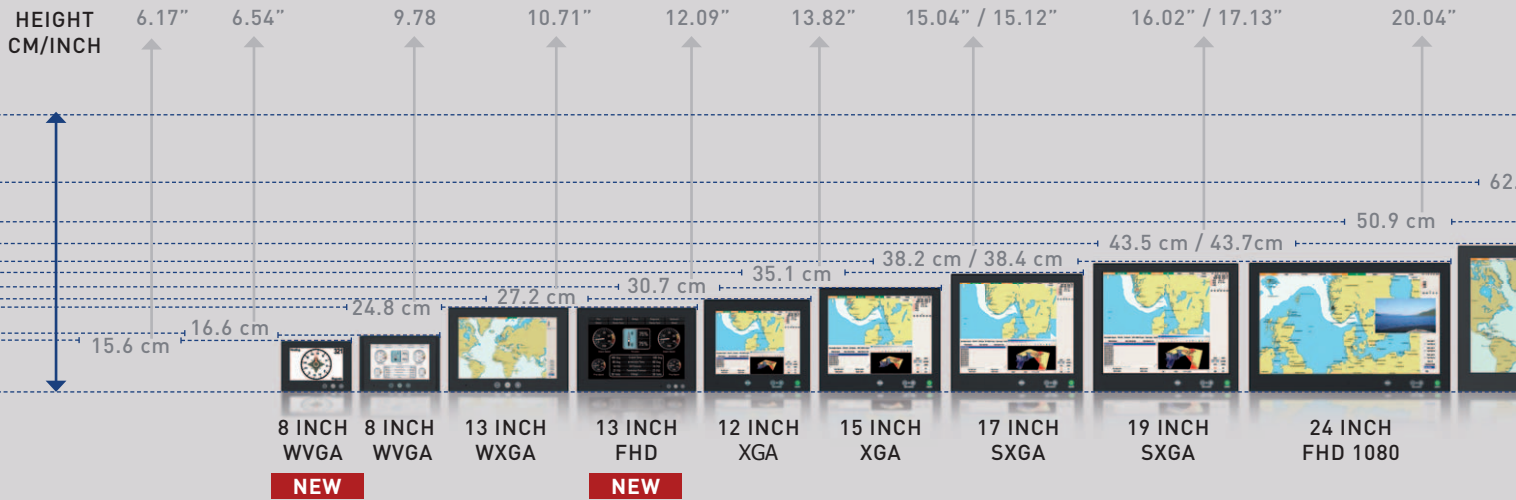 HEIGHT
CM/INCH
6.17” 6.54” 9.78 10.71” 12.09” 13.82” 15.04” / 15.12” 16.02” / 17.13” 20.04”
62.
50.9 cm
43.5 cm / 43.7cm
38.2 cm / 38.4 cm
35.1 cm
30.7 cm
27.2 cm
24.8 cm
16.6 cm
15.6 cm
8 INCH
WVGA
NEW
8 INCH
WVGA
13 INCH
WXGA
13 INCH
FHD
NEW
12 INCH
XGA
15 INCH
XGA
17 INCH
SXGA
19 INCH
SXGA
24 INCH
FHD 1080